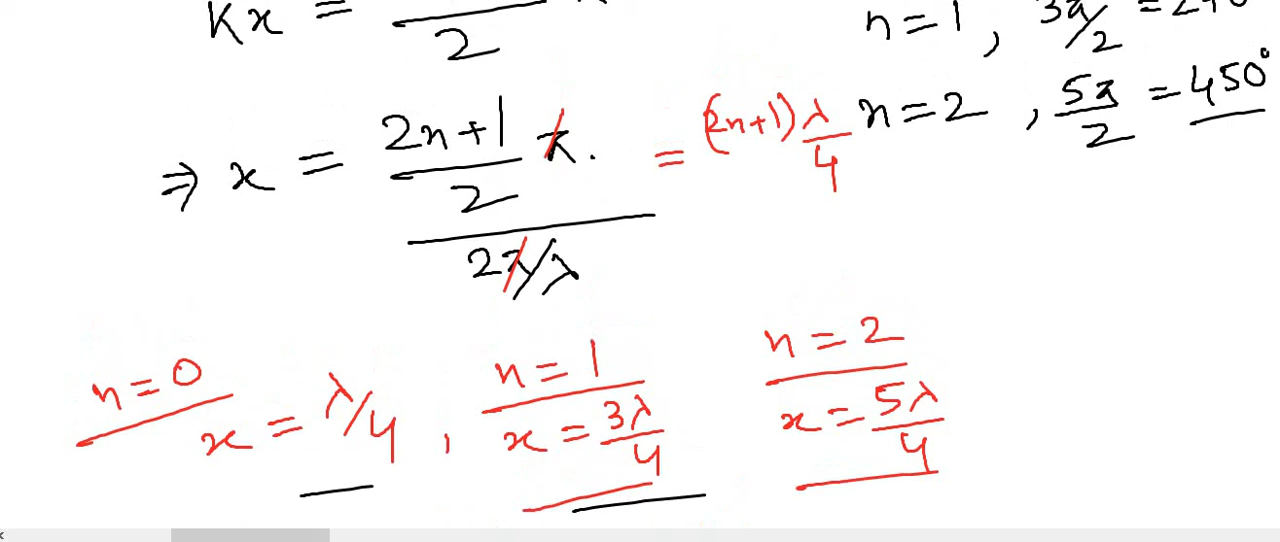 Kx = 2
n=1, 3π/2 = 270
⇒ x = 2n+1/2 π. / 2π/λ = (2n+1) λ/4
n=2, 5π/2 = 450°
n=0 x = λ/4,
n=1 x = 3λ/4
n=2 x = 5λ/4